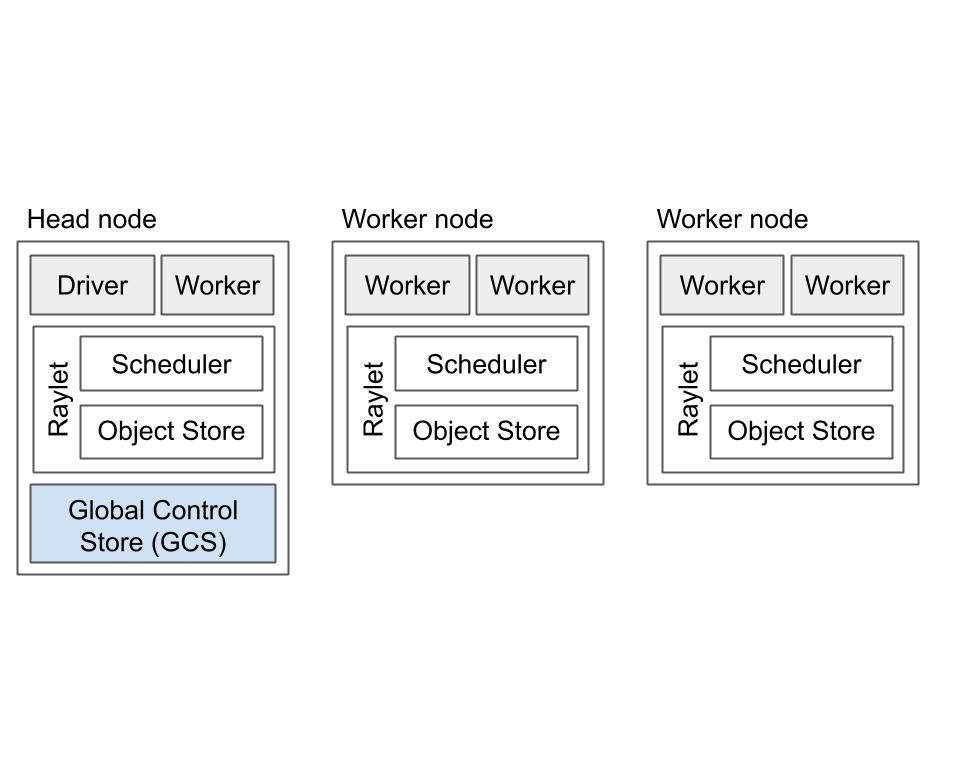 Head node
Driver
Worker
Raylet
Scheduler
Object Store
Global Control
Store (GCS)
Worker node
Worker
Worker
Raylet
Scheduler
Object Store
Worker node
Worker
Worker
Raylet
Scheduler
Object Store